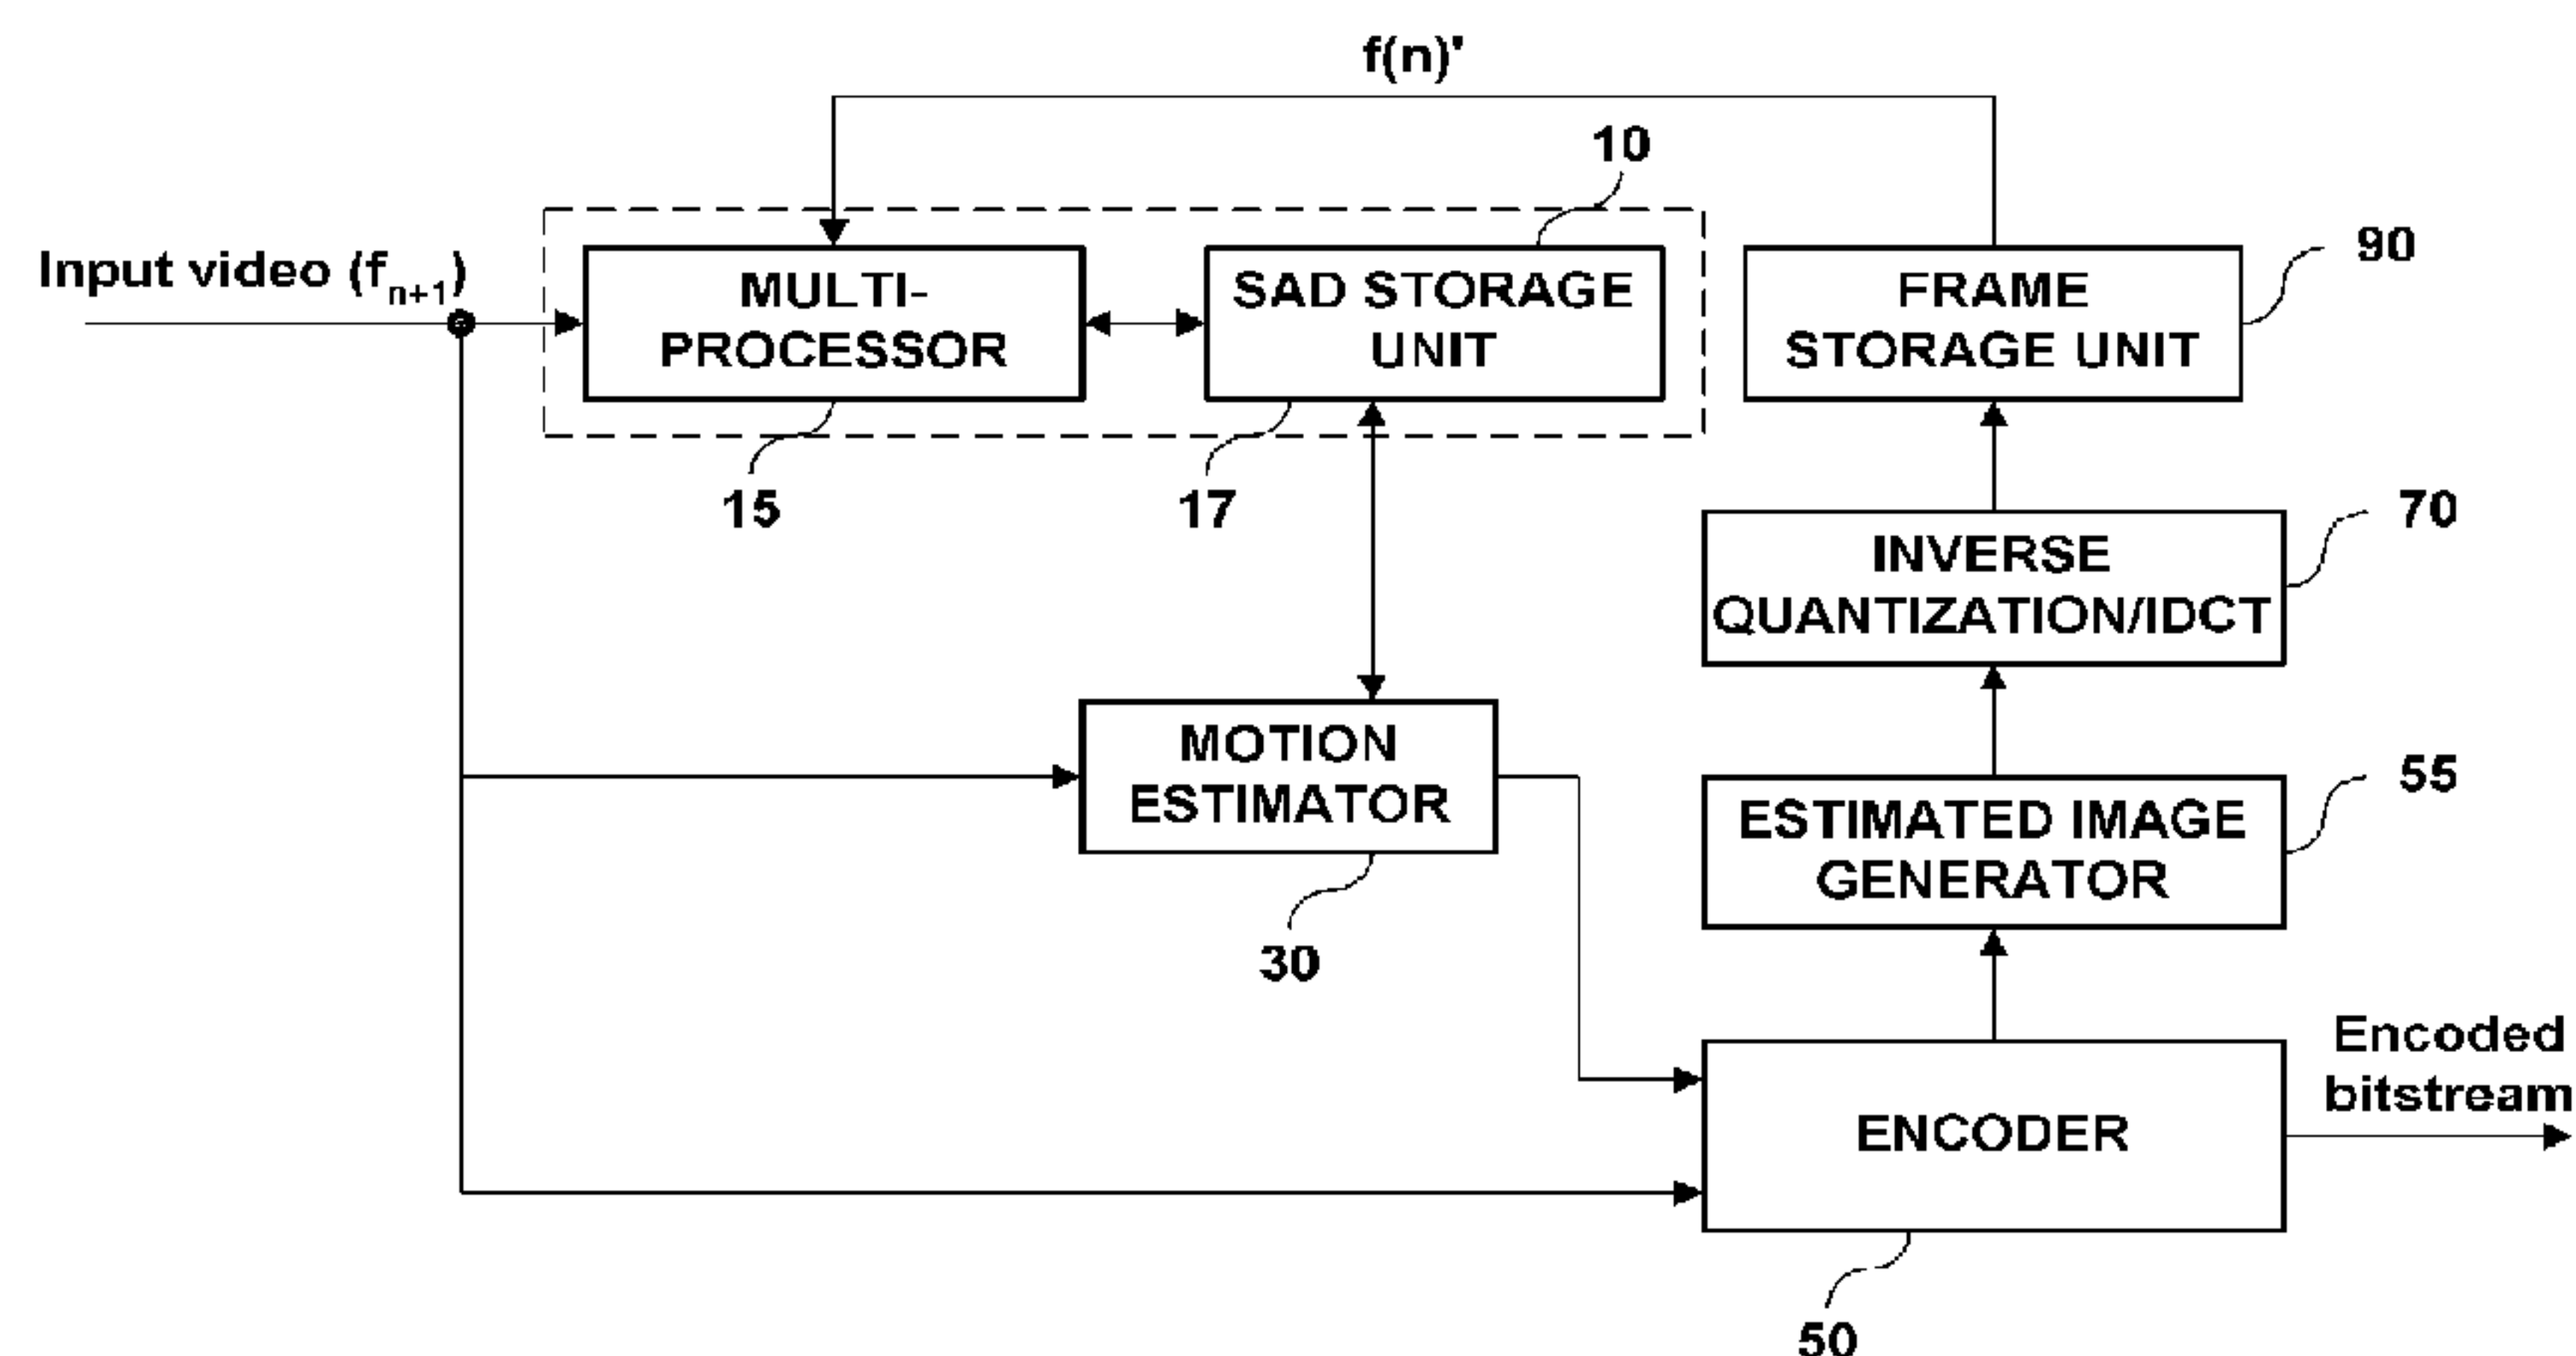 f(n)'
10
Input video (fn+1)
MULTI-
PROCESSOR
SAD STORAGE
UNIT
FRAME
STORAGE UNIT
90
15
17
INVERSE
QUANTIZATION/IDCT
70
MOTION
ESTIMATOR
30
ESTIMATED IMAGE
GENERATOR
55
ENCODER
Encoded
bitstream
50